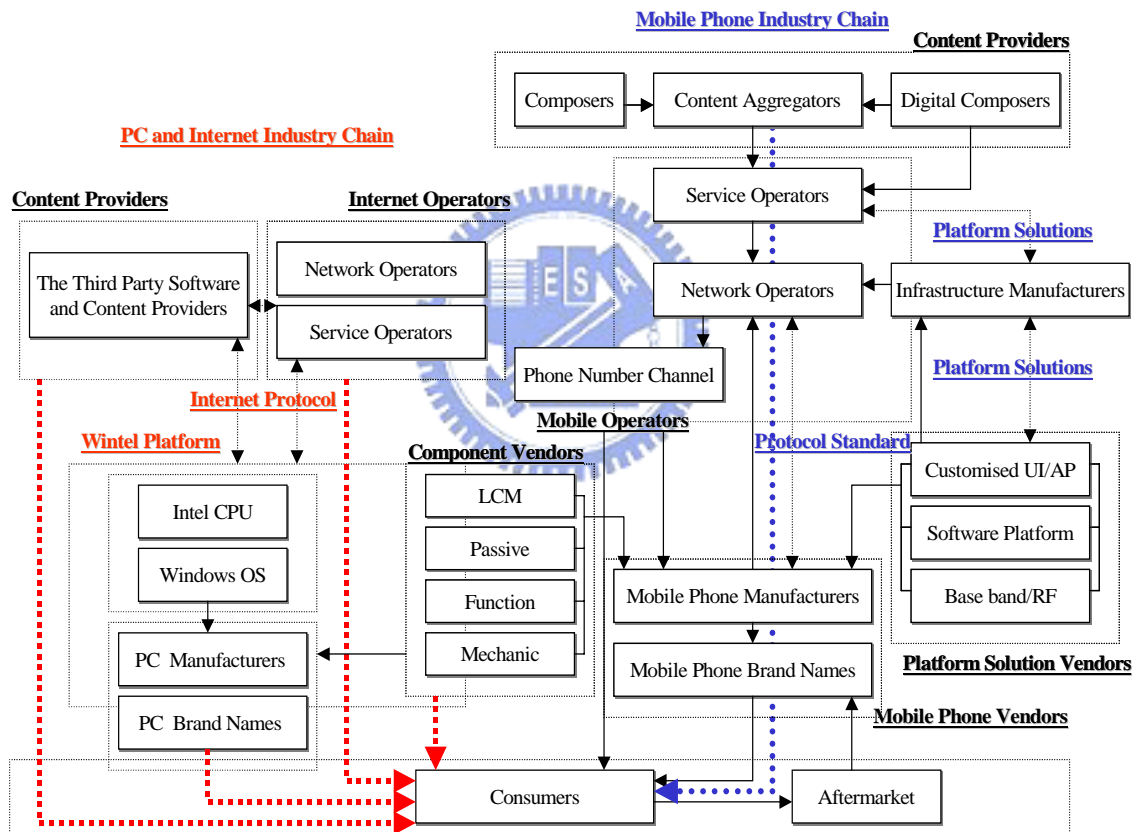 Mobile Phone Industry Chain
Content Providers
Composers
Content Aggregators
Digital Composers
PC and Internet Industry Chain
Content Providers
Internet Operators
Service Operators
Platform Solutions
Network Operators
The Third Party Software
and Content Providers
Service Operators
Network Operators
Infrastructure Manufacturers
E S A
Phone Number Channel
Platform Solutions
Internet Protocol
Mobile Operators
Wintel Platform
Component Vendors
Protocol Standard
LCM
Customised UI/AP
Intel CPU
Passive
Software Platform
Windows OS
Function
Mobile Phone Manufacturers
Base band/RF
PC Manufacturers
Mechanic
Mobile Phone Brand Names
Platform Solution Vendors
PC Brand Names
Mobile Phone Vendors
Consumers
Aftermarket